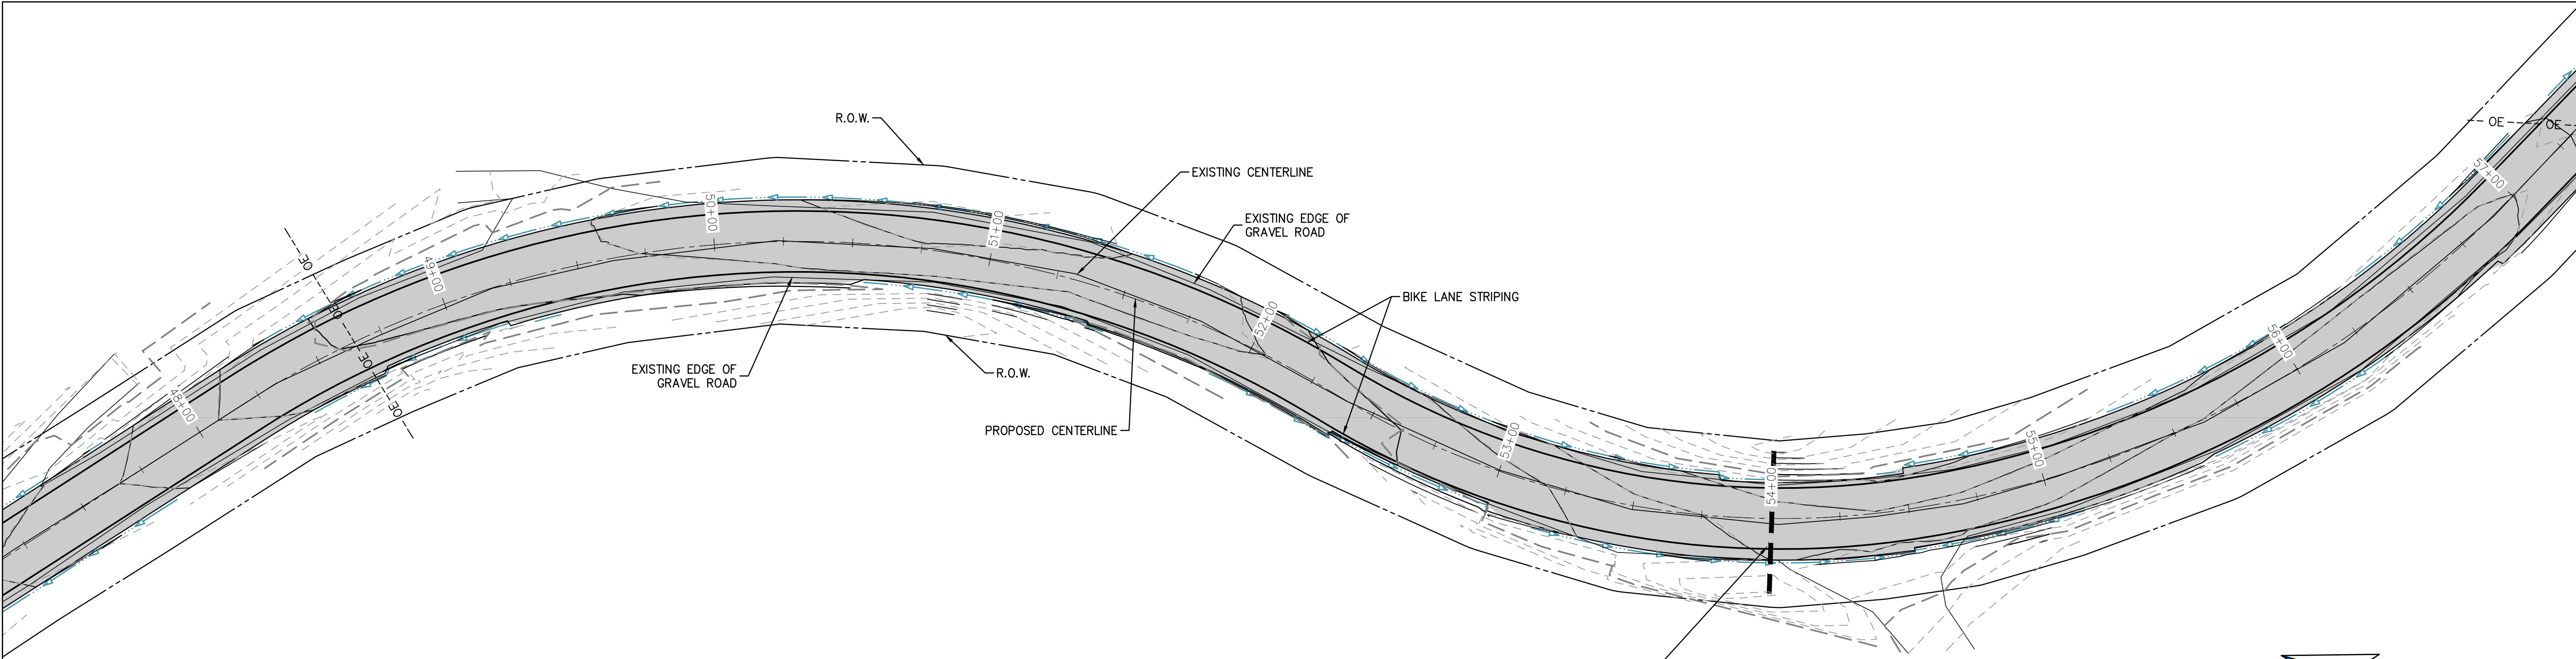 R.O.W.
OE
OE
EXISTING CENTERLINE
57+00
50+00
EXISTING EDGE OF
GRAVEL ROAD
51+00
OE
49+00
BIKE LANE STRIPING
OE
52+00
56+00
OE
EXISTING EDGE OF
GRAVEL ROAD
R.O.W.
48+00
OE
PROPOSED CENTERLINE
53+00
55+00
54+00